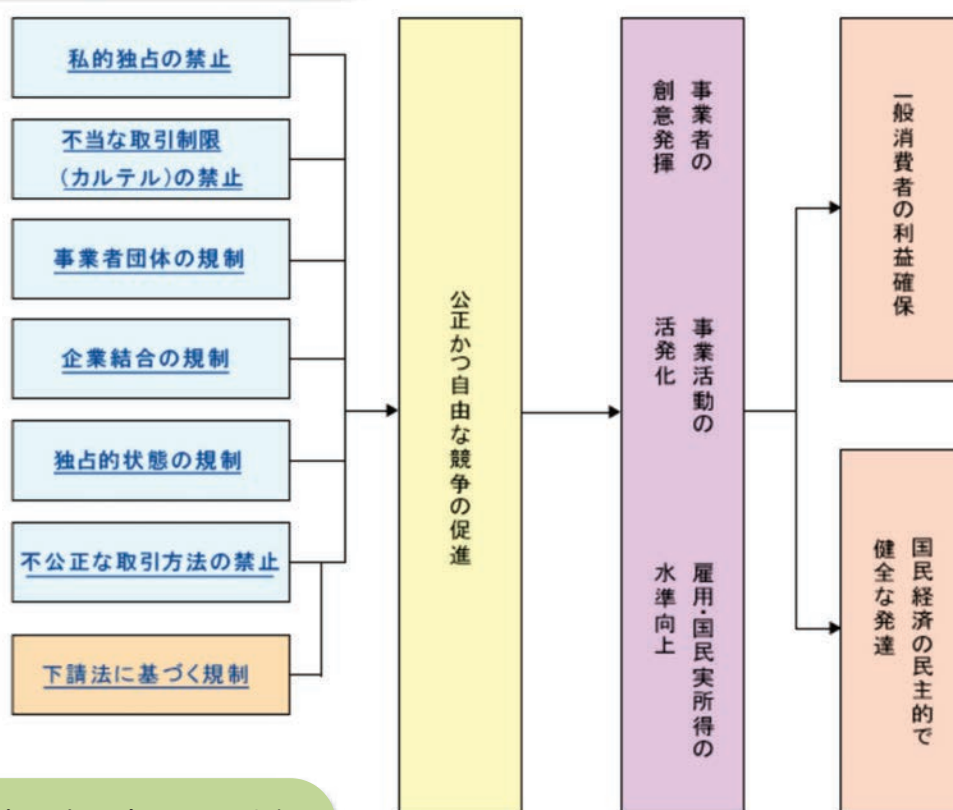 私的独占の禁止
不当な取引制限
(カルテル)の禁止
事業者団体の規制
企業結合の規制
独占的状態の規制
不公正な取引方法の禁止
下請法に基づく規制
公正かつ自由な競争の促進
事業者の
創意発揮
事業活動の
活発化
雇用・国民実所得の
水準向上
一般消費者の利益確保
国民経済の民主的で
健全な発達